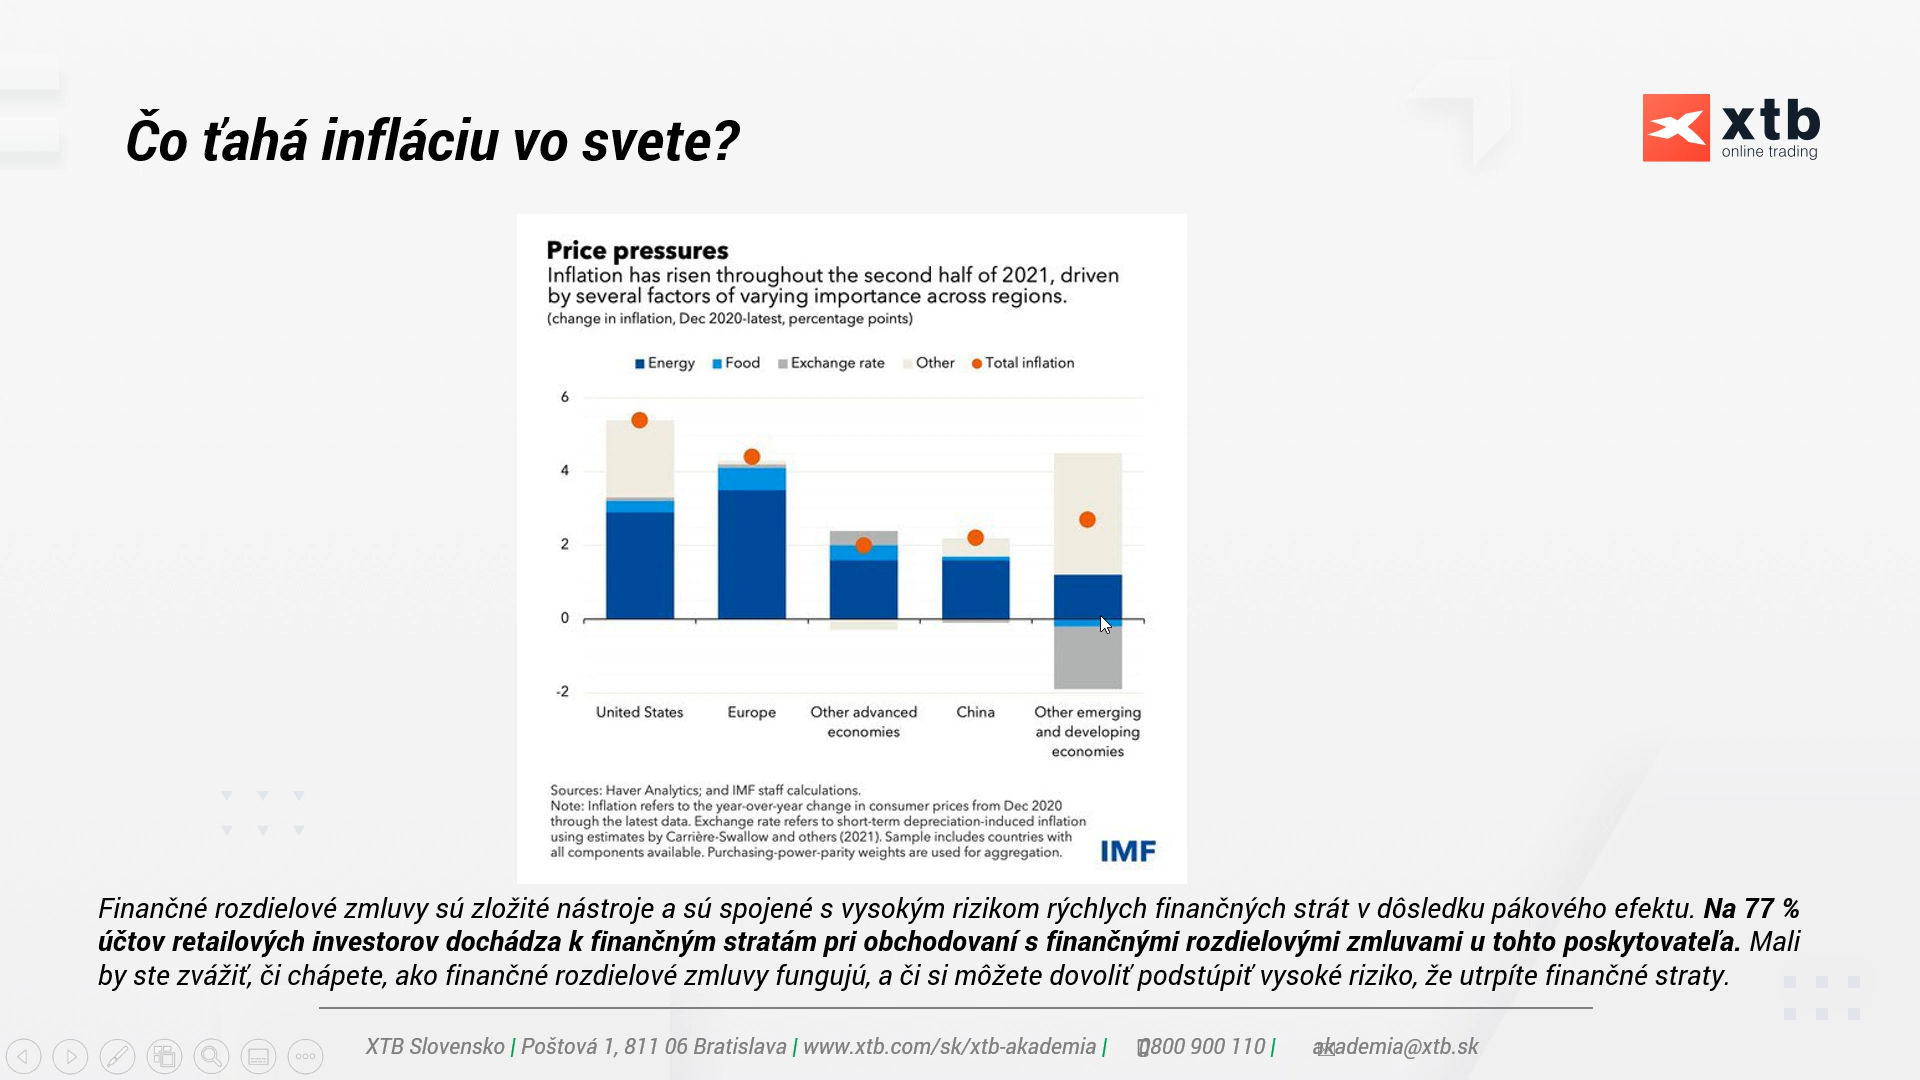 Čo ťahá infláciu vo svete?
xtb
online trading
Price pressures
Inflation has risen throughout the second half of 2021, driven
by several factors of varying importance across regions.
(change in inflation, Dec 2020-latest, percentage points)
Energy Food Exchange rate Other Total inflation
6
4
2
0
-2
United States Europe Other advanced economies China Other emerging and developing economies
Sources: Haver Analytics; and IMF staff calculations.
Note: Inflation refers to the year-over-year change in consumer prices from Dec 2020
through the latest data. Exchange rate refers to short-term depreciation-induced inflation
using estimates by Carrière-Swallow and others (2021). Sample includes countries with
all components available. Purchasing-power-parity weights are used for aggregation.
IMF
Finančné rozdielové zmluvy sú zložité nástroje a sú spojené s vysokým rizikom rýchlych finančných strát v dôsledku pákového efektu. Na 77 %
účtov retailových investorov dochádza k finančným stratám pri obchodovaní s finančnými rozdielovými zmluvami u tohto poskytovateľa. Mali
by ste zvážiť, či chápete, ako finančné rozdielové zmluvy fungujú, a či si môžete dovoliť podstúpiť vysoké riziko, že utrpíte finančné straty.
XTB Slovensko | Poštová 1, 811 06 Bratislava | www.xtb.com/sk/xtb-akademia | 0800 900 110 | akademia@xtb.sk